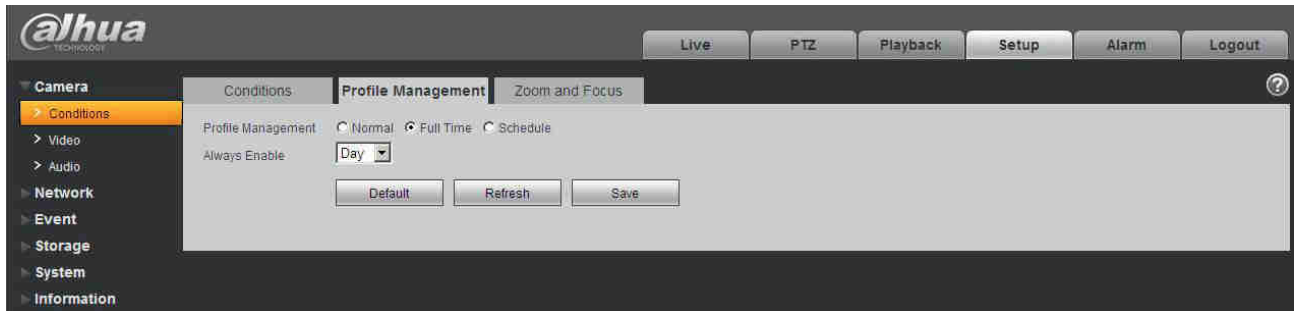 alhua
TECHNOLOGY
Live PTZ Playback Setup Alarm Logout
Camera
Conditions
Video
Audio
Network
Event
Storage
System
Information
Conditions Profile Management Zoom and Focus
?
Profile Management Normal Full Time Schedule
Always Enable Day
Default Refresh Save